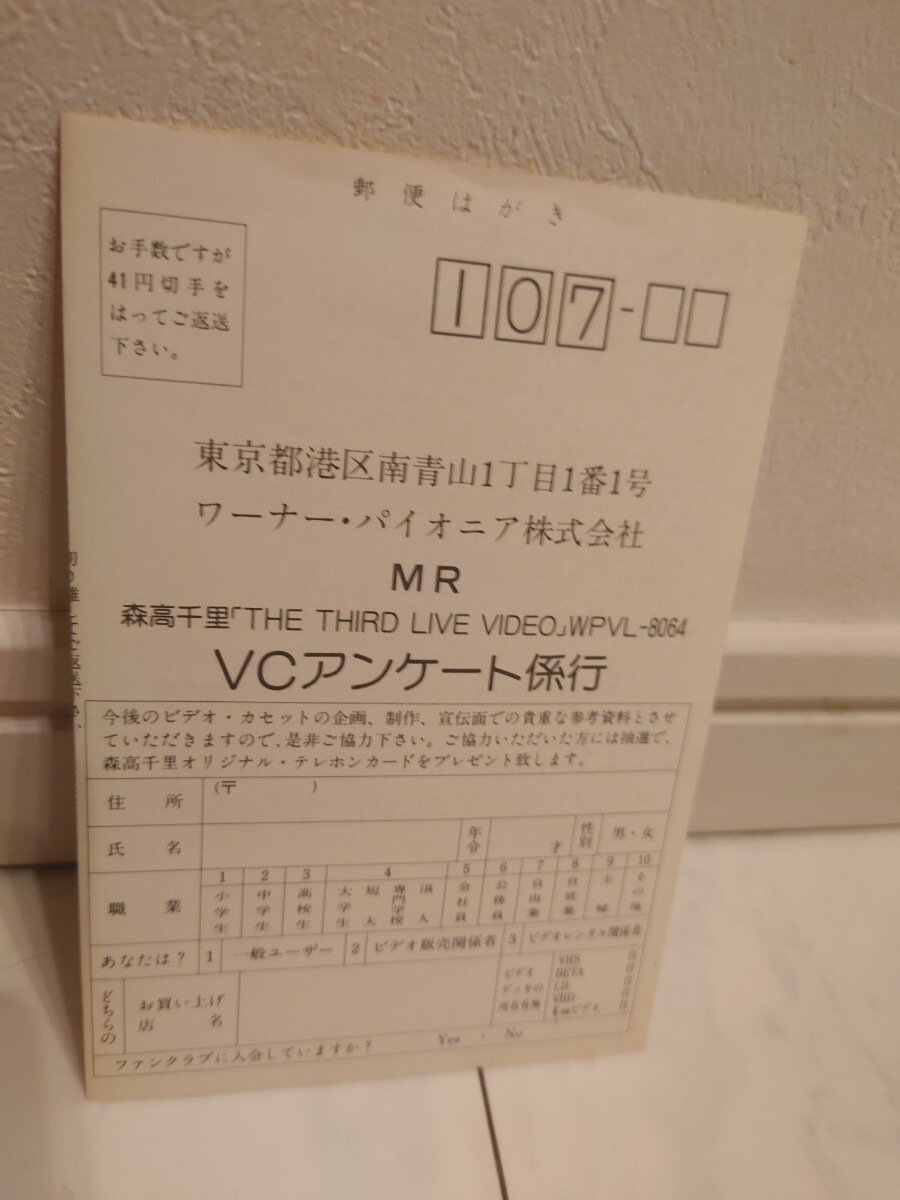 郵便はがき
お手数ですが
41円切手を
はってご返送
下さい。
107-
東京都港区南青山1丁目1番1号
ワーナー・パイオニア株式会社
MR
森高千里「THE THIRD LIVE VIDEO」WPVL-8064
VCアンケート係行
今後のビデオ・カセットの企画、制作、宣伝面での貴重な参考資料とさせ
ていただきますので、是非ご協力下さい。ご協力いただいた方には抽選で、
森高千里オリジナル・テレホンカードをプレゼント致します。
住所 (〒 )
氏名 年令 才 性別 男・女
職業 1 小学生 2 中学生 3 高校生 4 大学生 短大 専門学校 浪人 5 会社員 6 公務員 7 自由業 8 自営業 9 主婦 10 その他
あなたは? 1 一般ユーザー 2 ビデオ販売関係者 3 ビデオレンタル関係者
どちらの
お買い上げ
店名
ビデオ
デッキの
所有有無
VHS
BETA
LD
VHD
8㎜ビデオ
ファンクラブに入会していますか? Yes ・ No